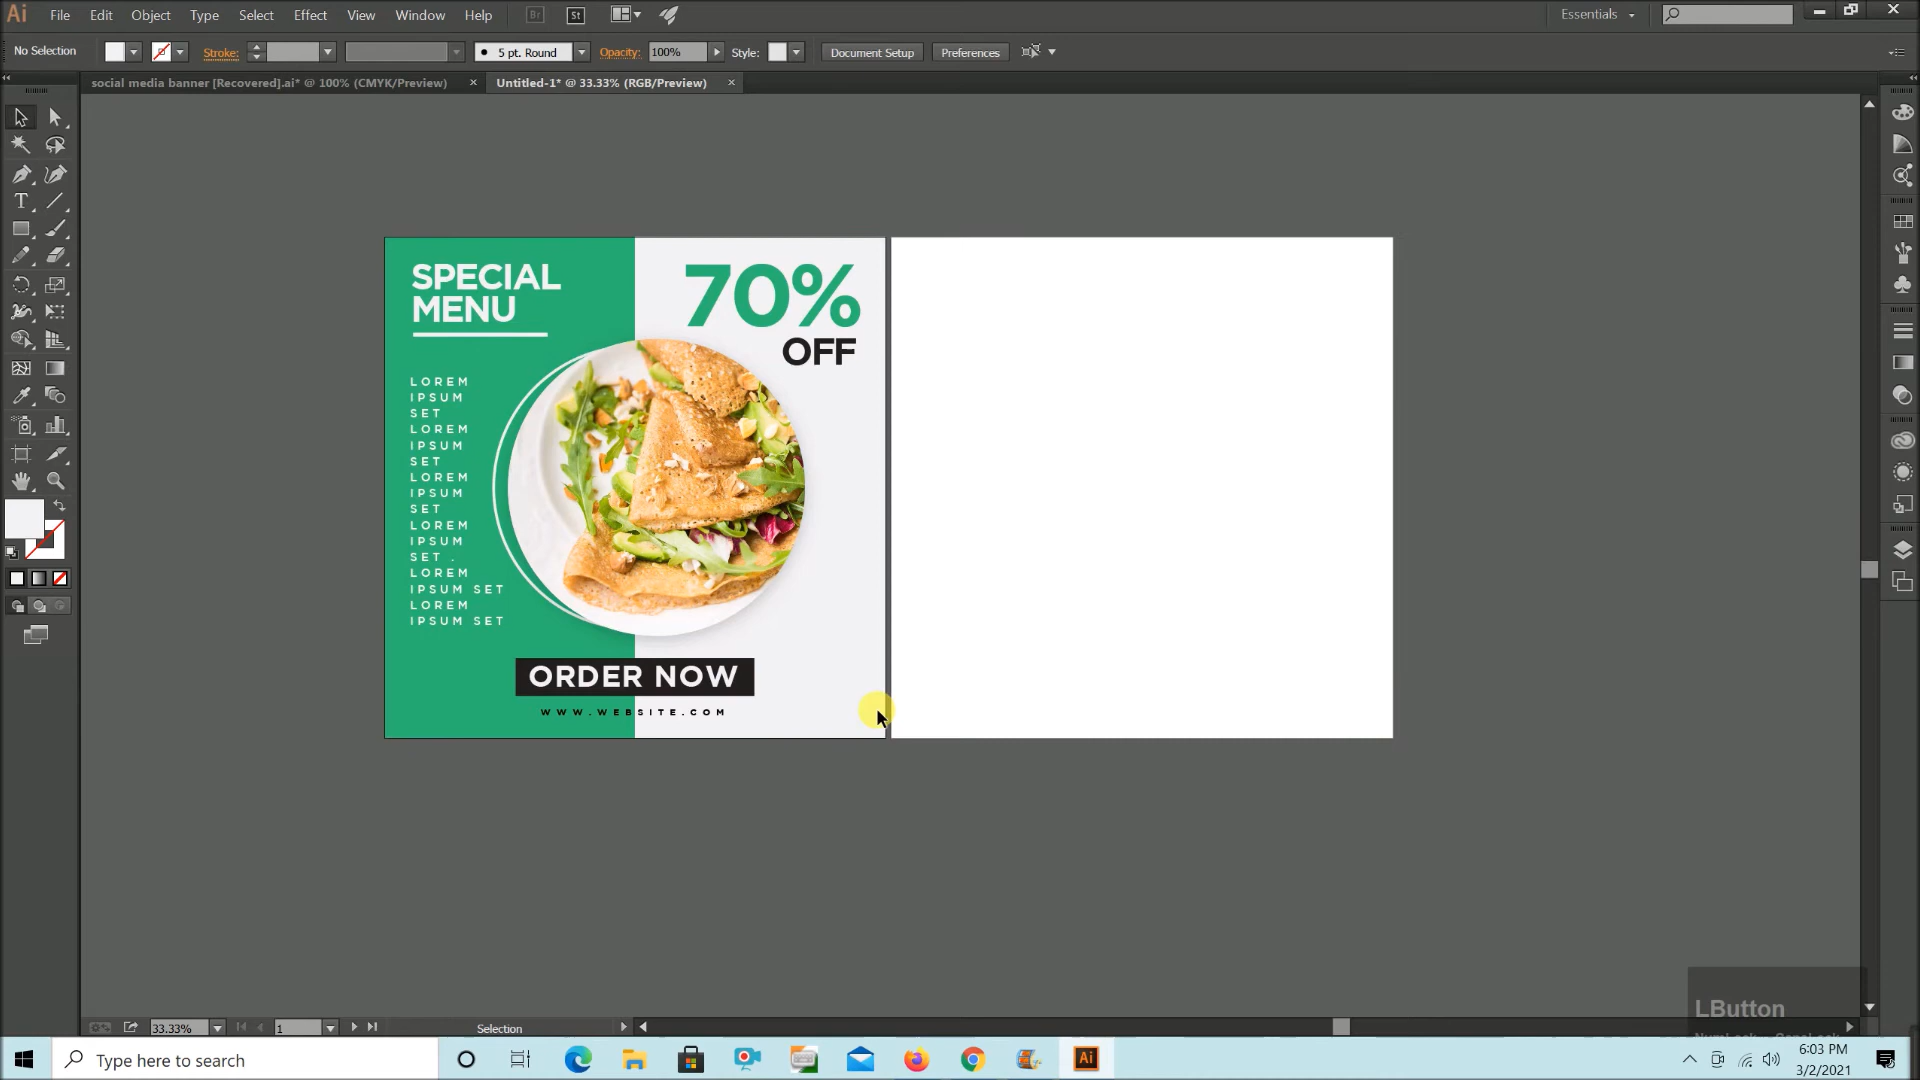 Ai File Edit Object Type Select Effect View Window Help Br St Essentials
No Selection Stroke: 5 pt. Round Opacity: 100% Style: Document Setup Preferences
social media banner [Recovered].ai* @ 100% (CMYK/Preview) × Untitled-1* @ 33.33% (RGB/Preview) ×
SPECIAL
MENU
70%
OFF
LOREM
IPSUM
SET
LOREM
IPSUM
SET
LOREM
IPSUM
SET
LOREM
IPSUM
SET .
LOREM
IPSUM SET
LOREM
IPSUM SET
ORDER NOW
WWW.WEBSITE.COM
LButton
33.33% 1 Selection
Type here to search
Ai
6:03 PM
3/2/2021